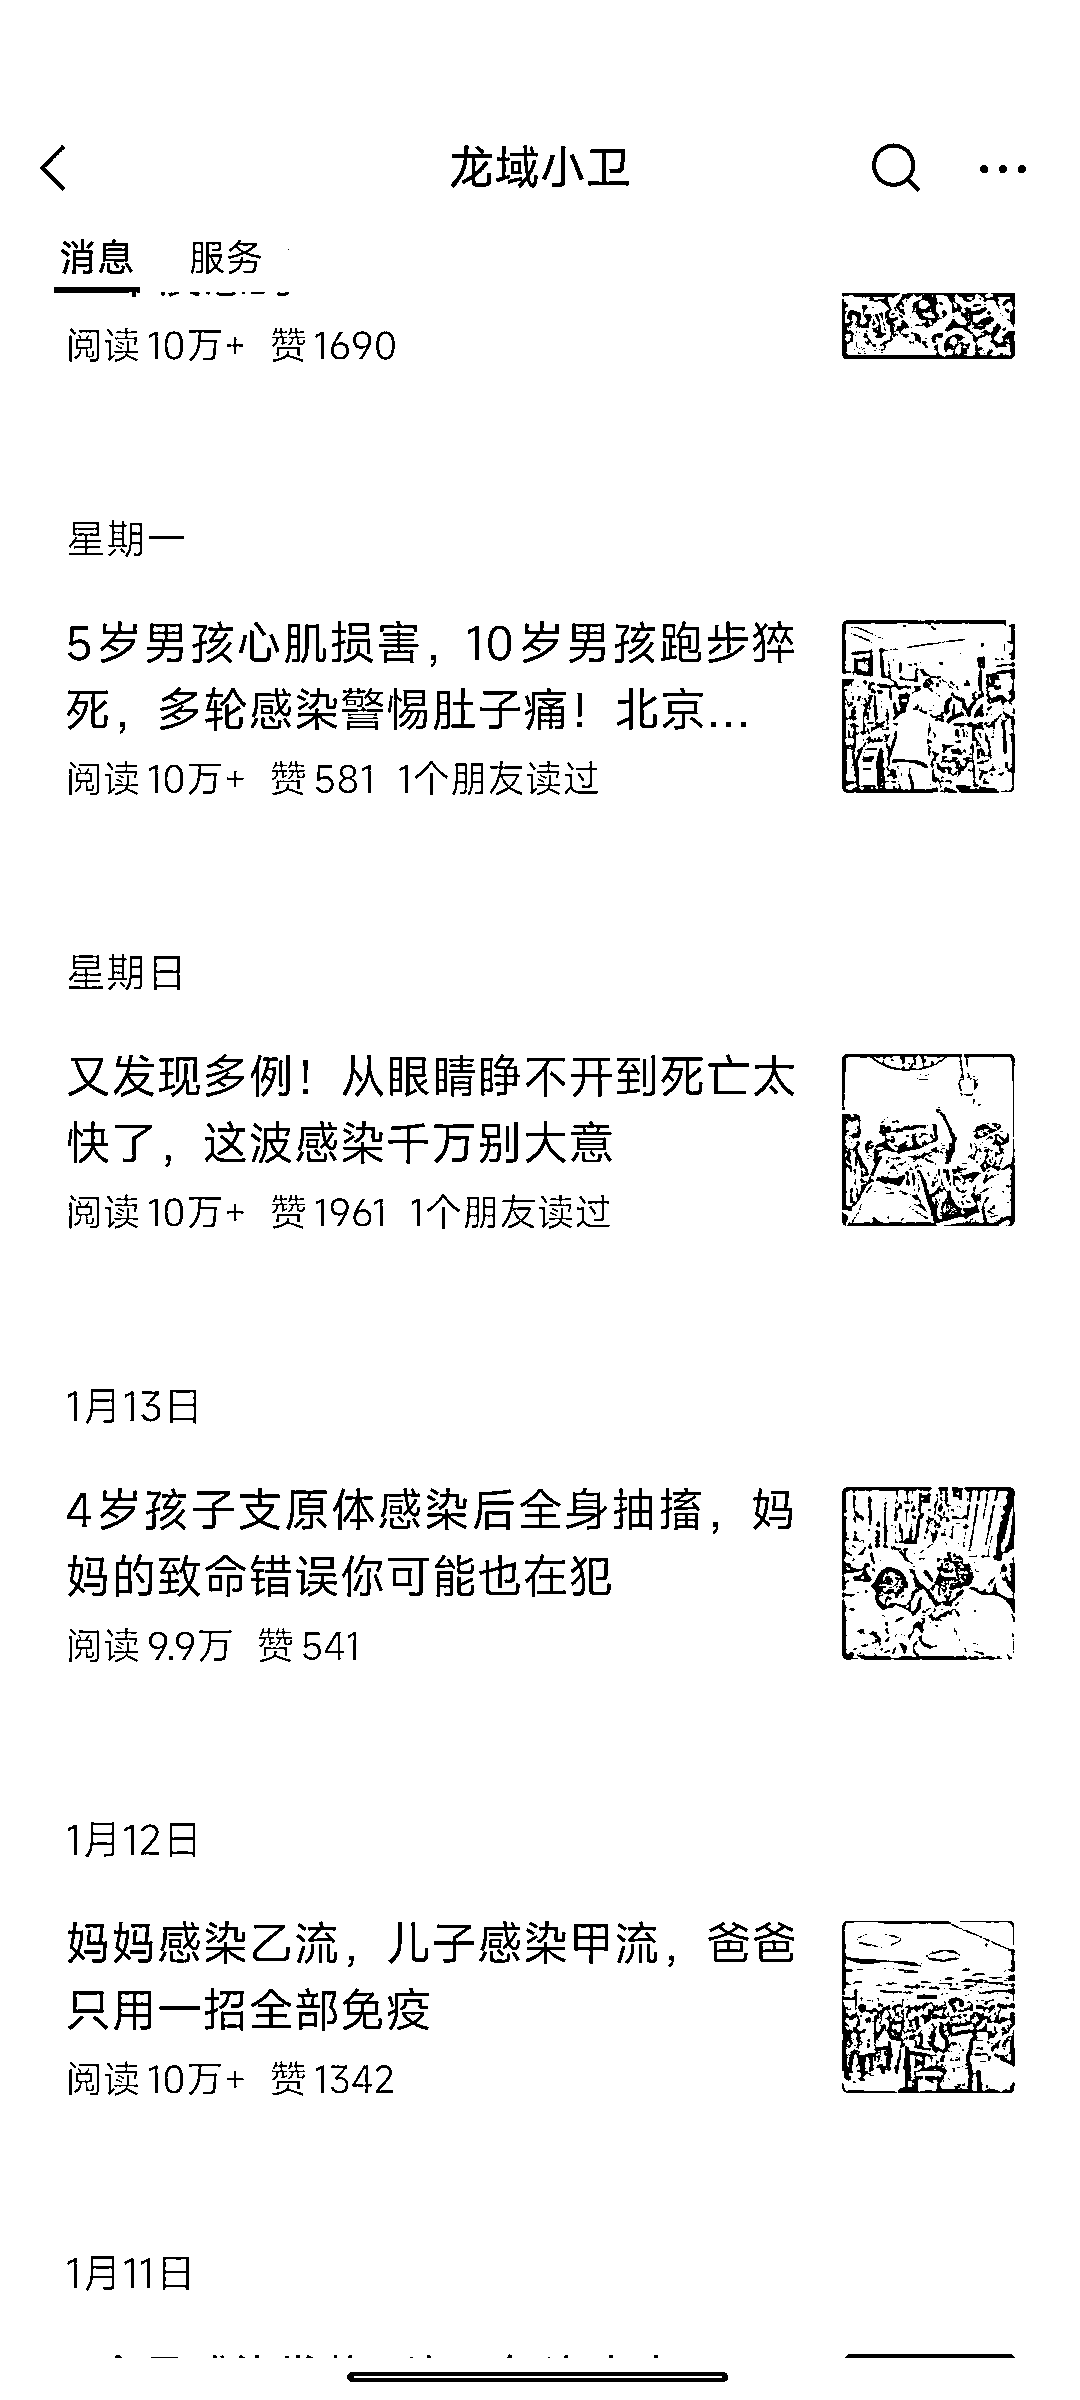 龙域小卫
消息 服务
阅读 10万+ 赞 1690
星期一
5岁男孩心肌损害，10岁男孩跑步猝
死，多轮感染警惕肚子痛！北京...
阅读 10万+ 赞 581 1个朋友读过
星期日
又发现多例！从眼睛睁不开到死亡太
快了，这波感染千万别大意
阅读 10万+ 赞 1961 1个朋友读过
1月13日
4岁孩子支原体感染后全身抽搐，妈
妈的致命错误你可能也在犯
阅读 9.9万 赞 541
1月12日
妈妈感染乙流，儿子感染甲流，爸爸
只用一招全部免疫
阅读 10万+ 赞 1342
1月11日